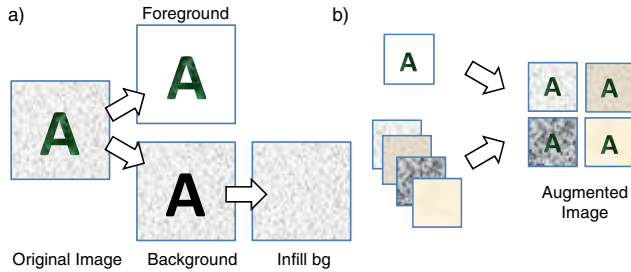 a)
Foreground
A
A
A
Original Image
Background
Infill bg
b)
A
A
A
A
A
Augmented
Image